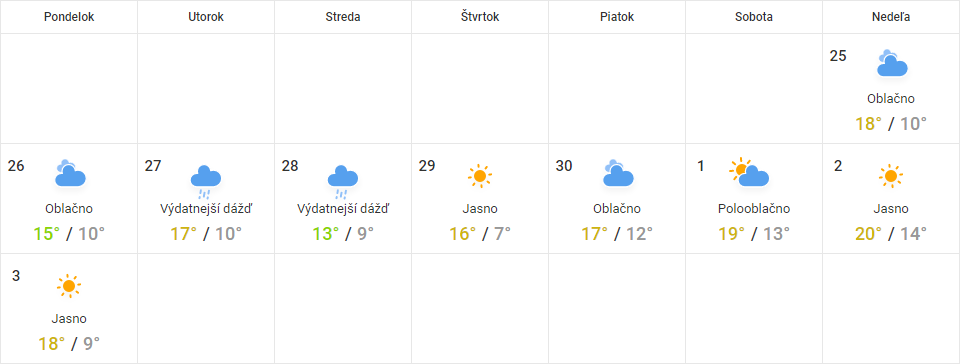 Pondelok Utorok Streda Štvrtok Piatok Sobota Nedeľa
25
Oblačno
18° / 10°
26 27 28 29 30 1 2
Oblačno Výdatnejší dážď Výdatnejší dážď Jasno Oblačno Polooblačno Jasno
15° / 10° 17° / 10° 13° / 9° 16° / 7° 17° / 12° 19° / 13° 20° / 14°
3
Jasno
18° / 9°